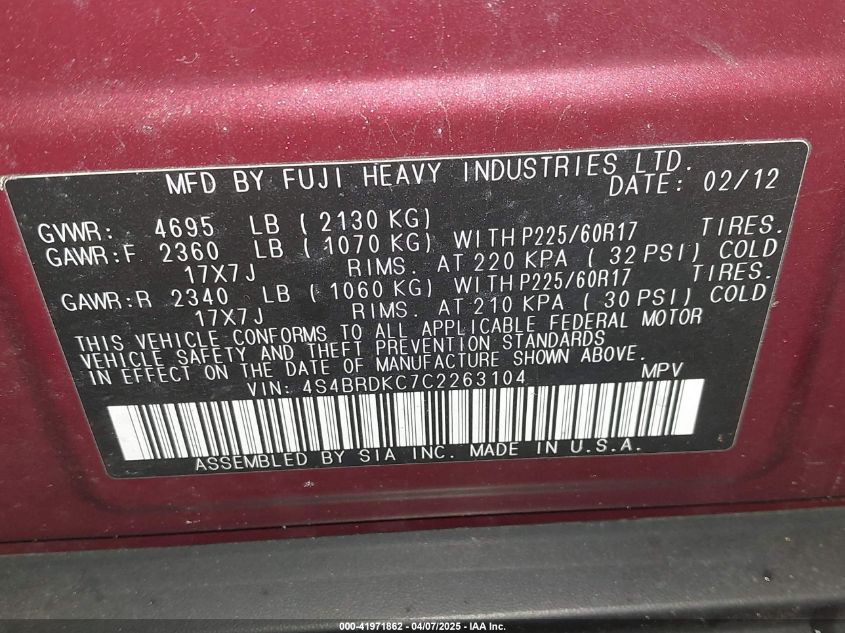 MFD BY FUJI HEAVY INDUSTRIES LTD.
DATE: 02/12
GVWR: 4695 LB ( 2130 KG)
GAWR:F 2360 LB ( 1070 KG) WITH P225/60R17 TIRES.
17X7J RIMS. AT 220 KPA ( 32 PSI) COLD
GAWR:R 2340 LB ( 1060 KG) WITH P225/60R17 TIRES.
17X7J RIMS. AT 210 KPA ( 30 PSI) COLD
THIS VEHICLE CONFORMS TO ALL APPLICABLE FEDERAL MOTOR
VEHICLE SAFETY AND THEFT PREVENTION STANDARDS
IN EFFECT ON THE DATE OF MANUFACTURE SHOWN ABOVE.
VIN: 4S4BRDKC7C2263104 MPV
ASSEMBLED BY SIA INC. MADE IN U.S.A.
000-41971862 - 04/07/2025 - IAA Inc.